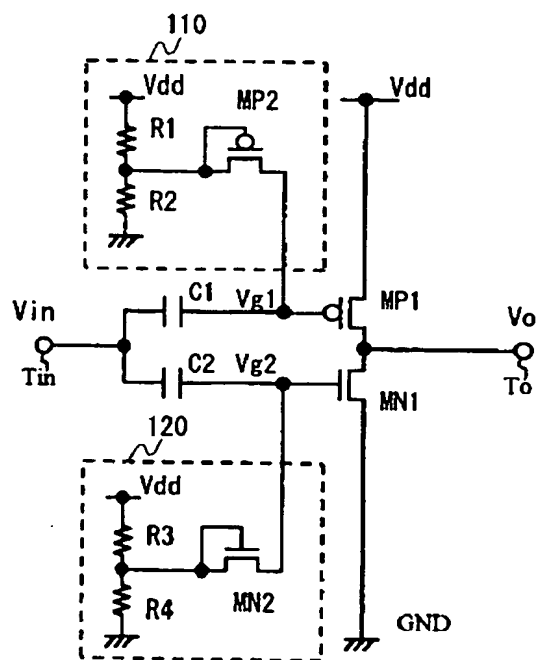 110
Vdd
MP2
Vdd
R1
R2
C1
Vg1
MP1
Vin
Vo
Tin
C2
Vg2
MN1
To
120
Vdd
R3
R4
MN2
GND